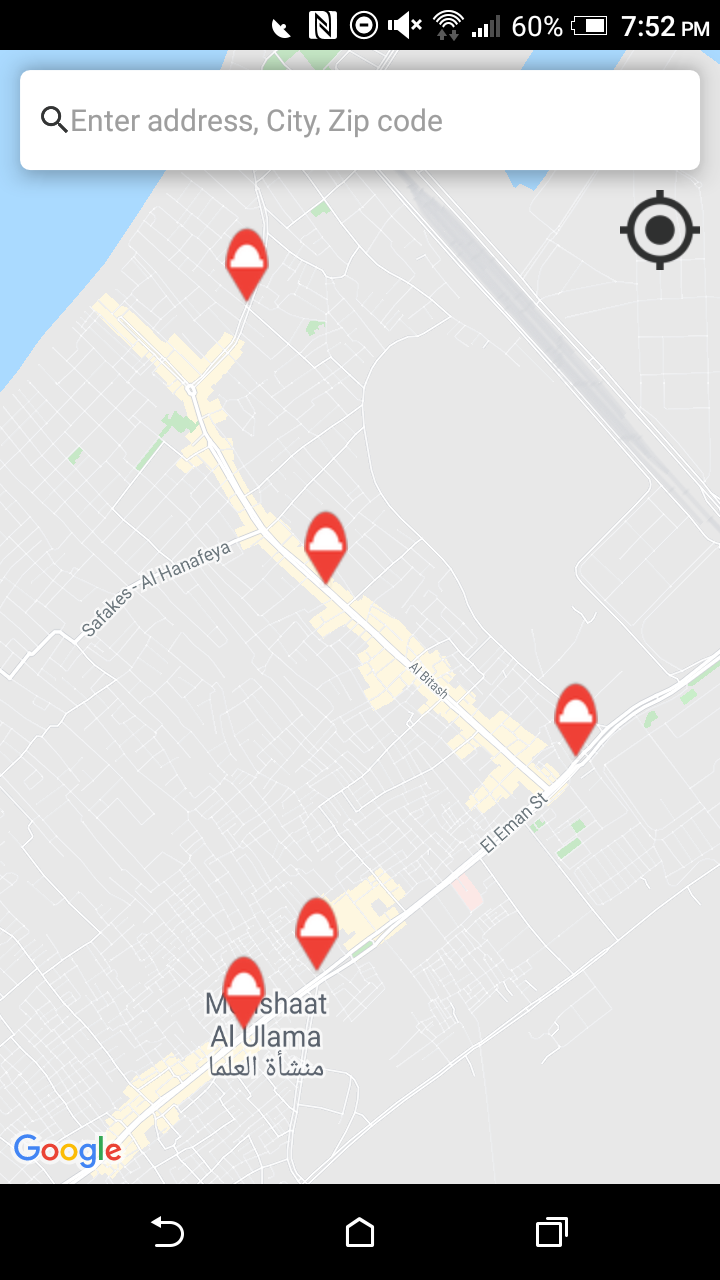 60% 7:52 PM
Enter address, City, Zip code
Safakes - Al Hanafeya
Al Bitash
El Eman St
Al Ulama
منشأة العلما
Google